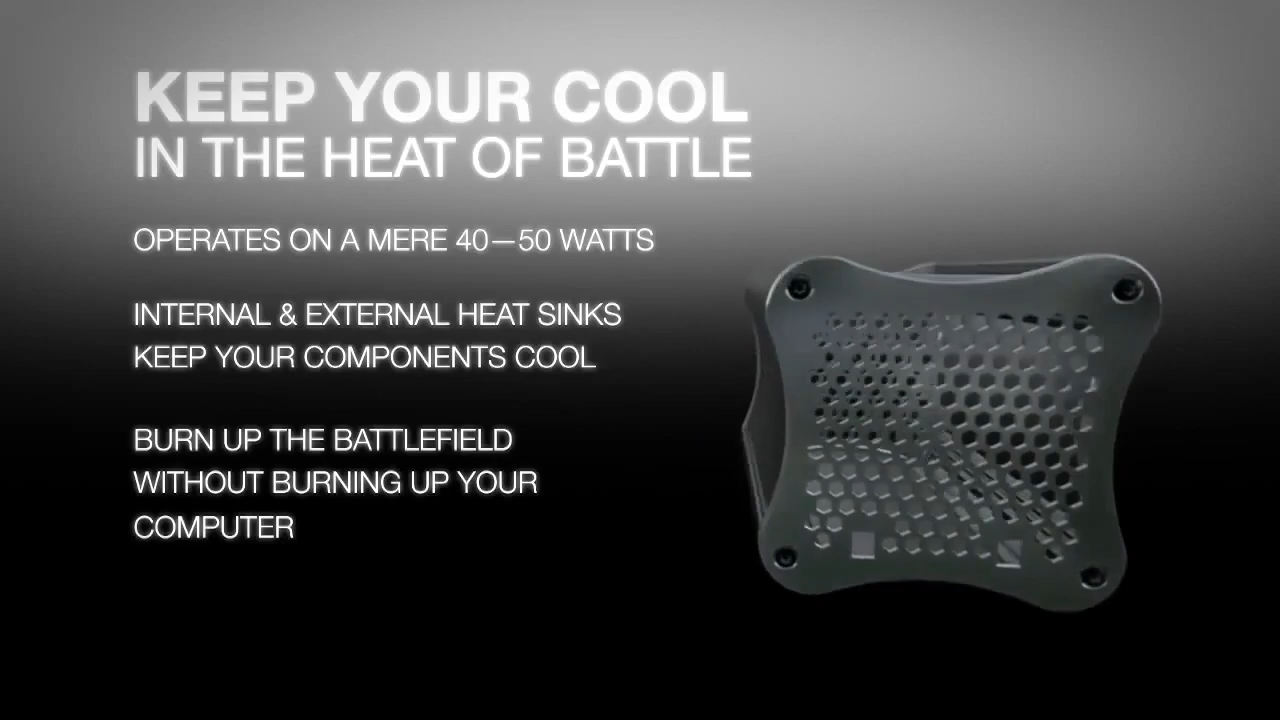 KEEP YOUR COOL
IN THE HEAT OF BATTLE
OPERATES ON A MERE 40—50 WATTS
INTERNAL & EXTERNAL HEAT SINKS
KEEP YOUR COMPONENTS COOL
BURN UP THE BATTLEFIELD
WITHOUT BURNING UP YOUR
COMPUTER